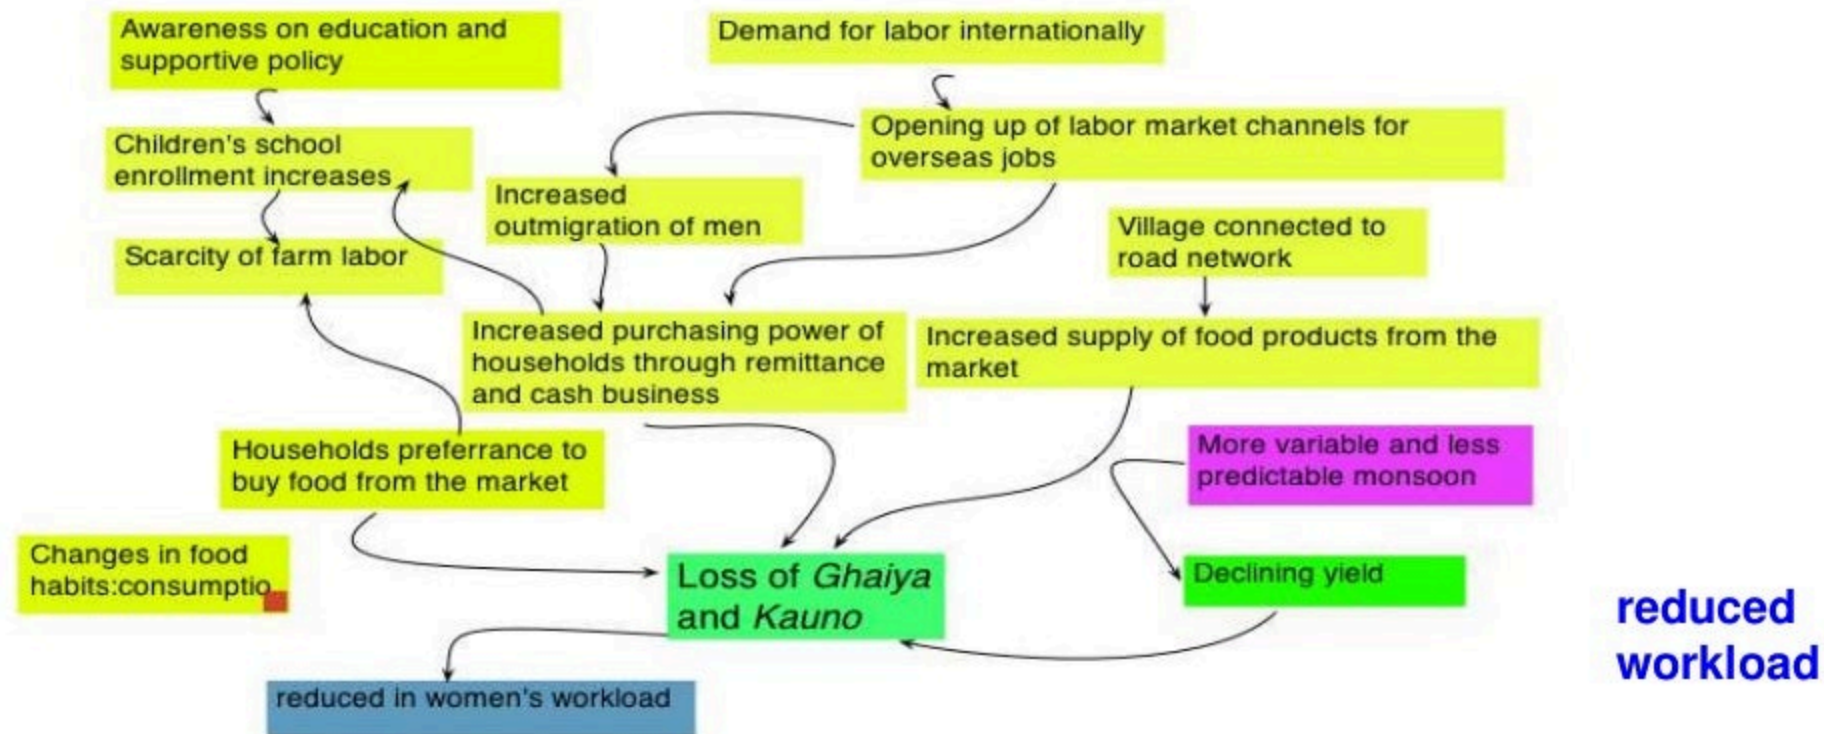 Awareness on education and
supportive policy
Demand for labor internationally
Children's school
enrollment increases
Opening up of labor market channels for
overseas jobs
Increased
outmigration of men
Village connected to
road network
Scarcity of farm labor
Increased purchasing power of
households through remittance
and cash business
Increased supply of food products from the
market
Households preferrance to
buy food from the market
More variable and less
predictable monsoon
Changes in food
habits:consumptio
Loss of Ghaiya
and Kauno
Declining yield
reduced
workload
reduced in women's workload